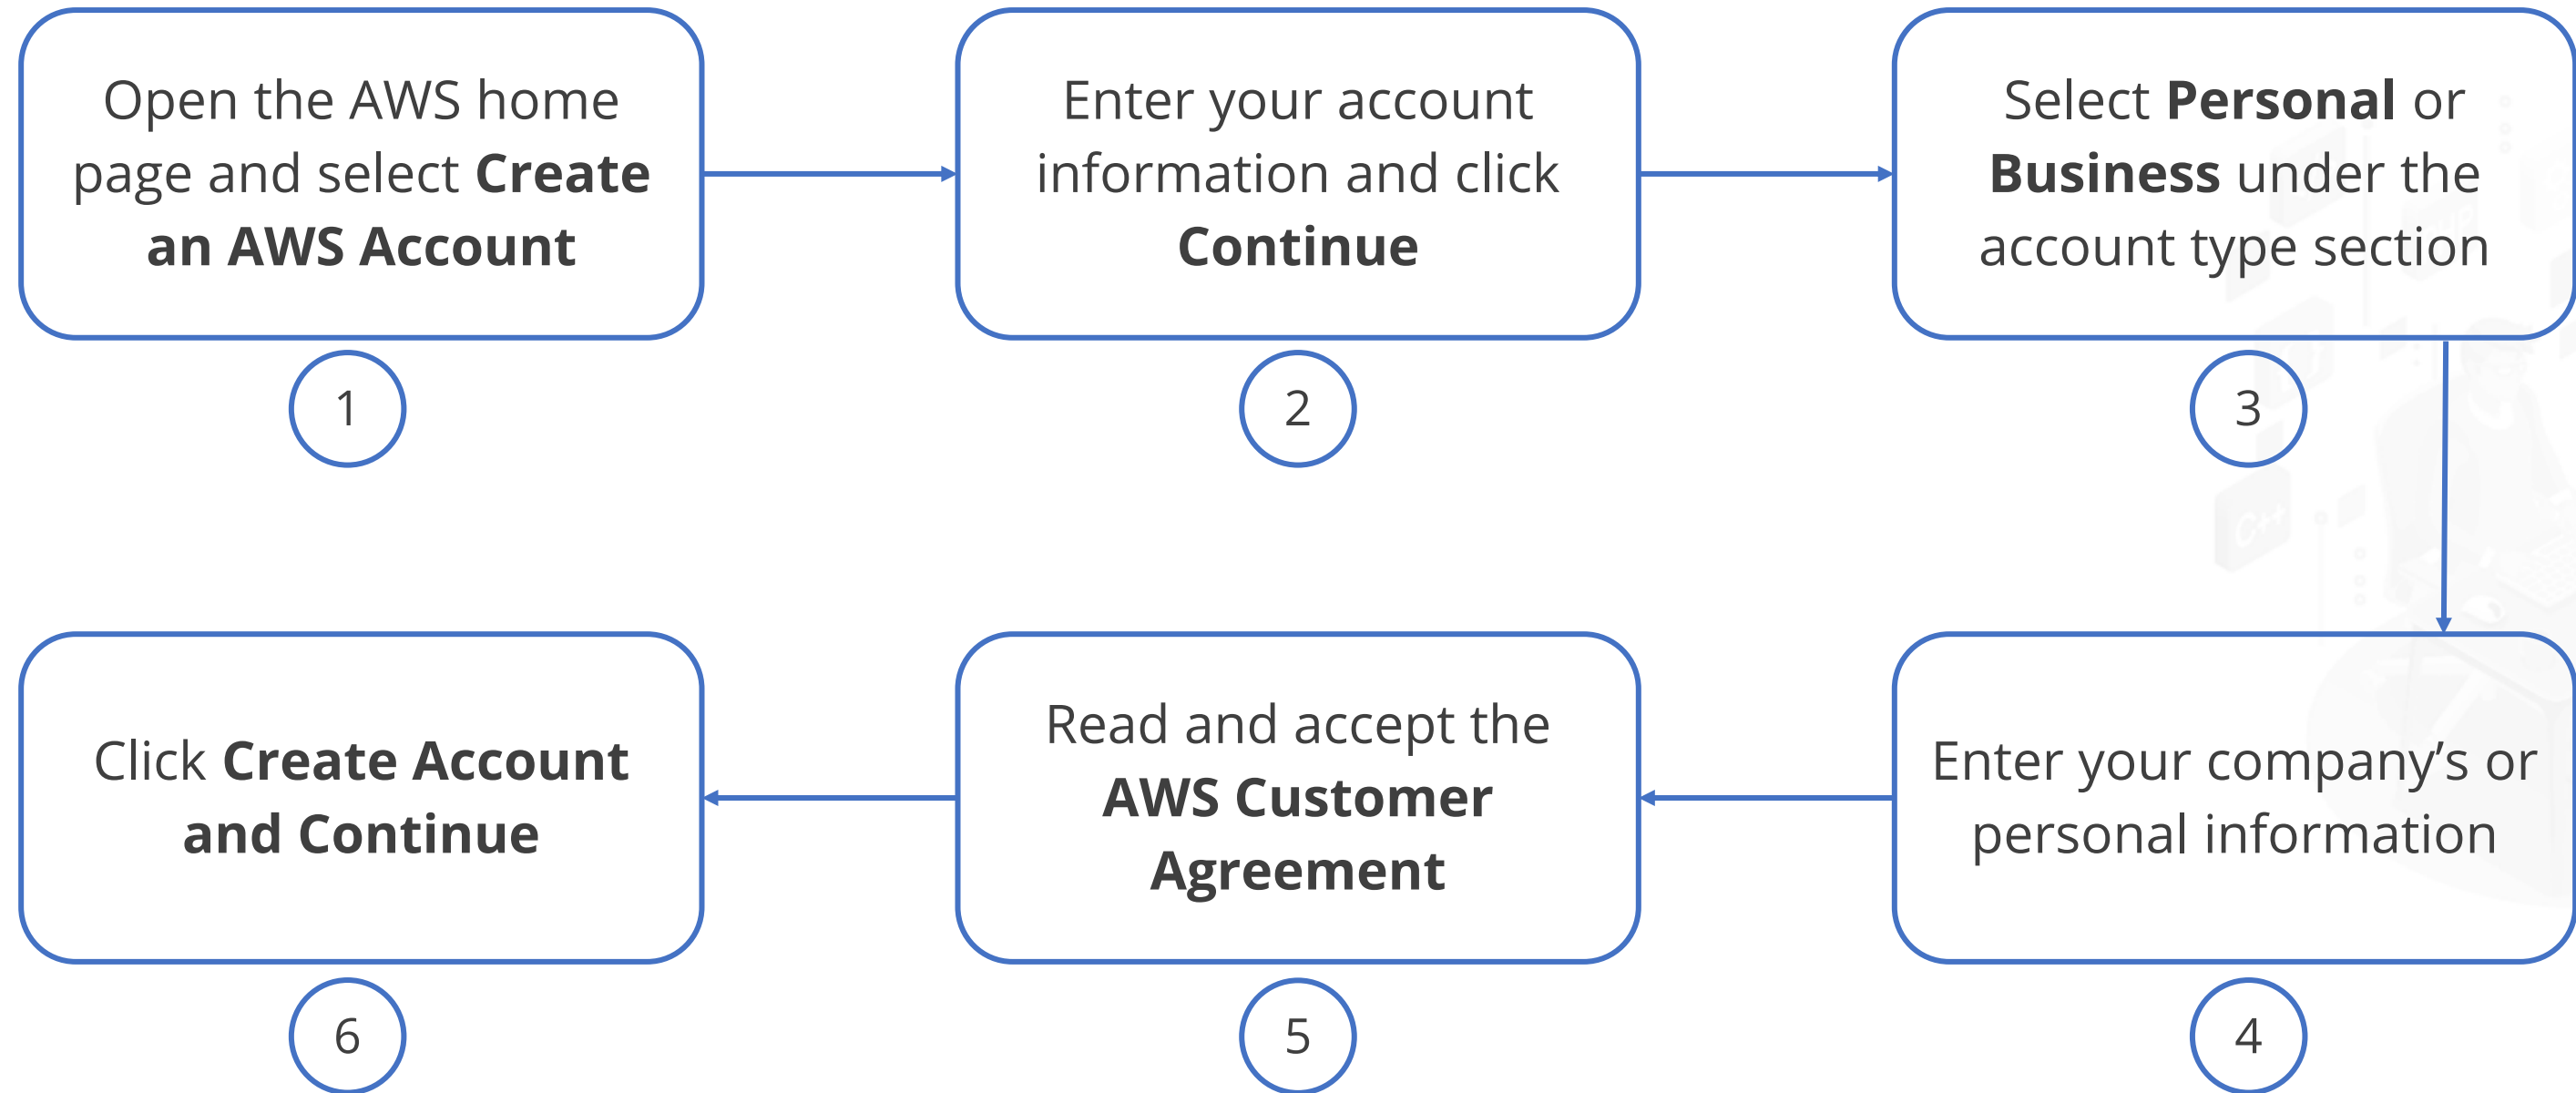 Open the AWS home
page and select Create
an AWS Account
1
Enter your account
information and click
Continue
2
Select Personal or
Business under the
account type section
3
Enter your company’s or
personal information
4
Read and accept the
AWS Customer
Agreement
5
Click Create Account
and Continue
6
C++